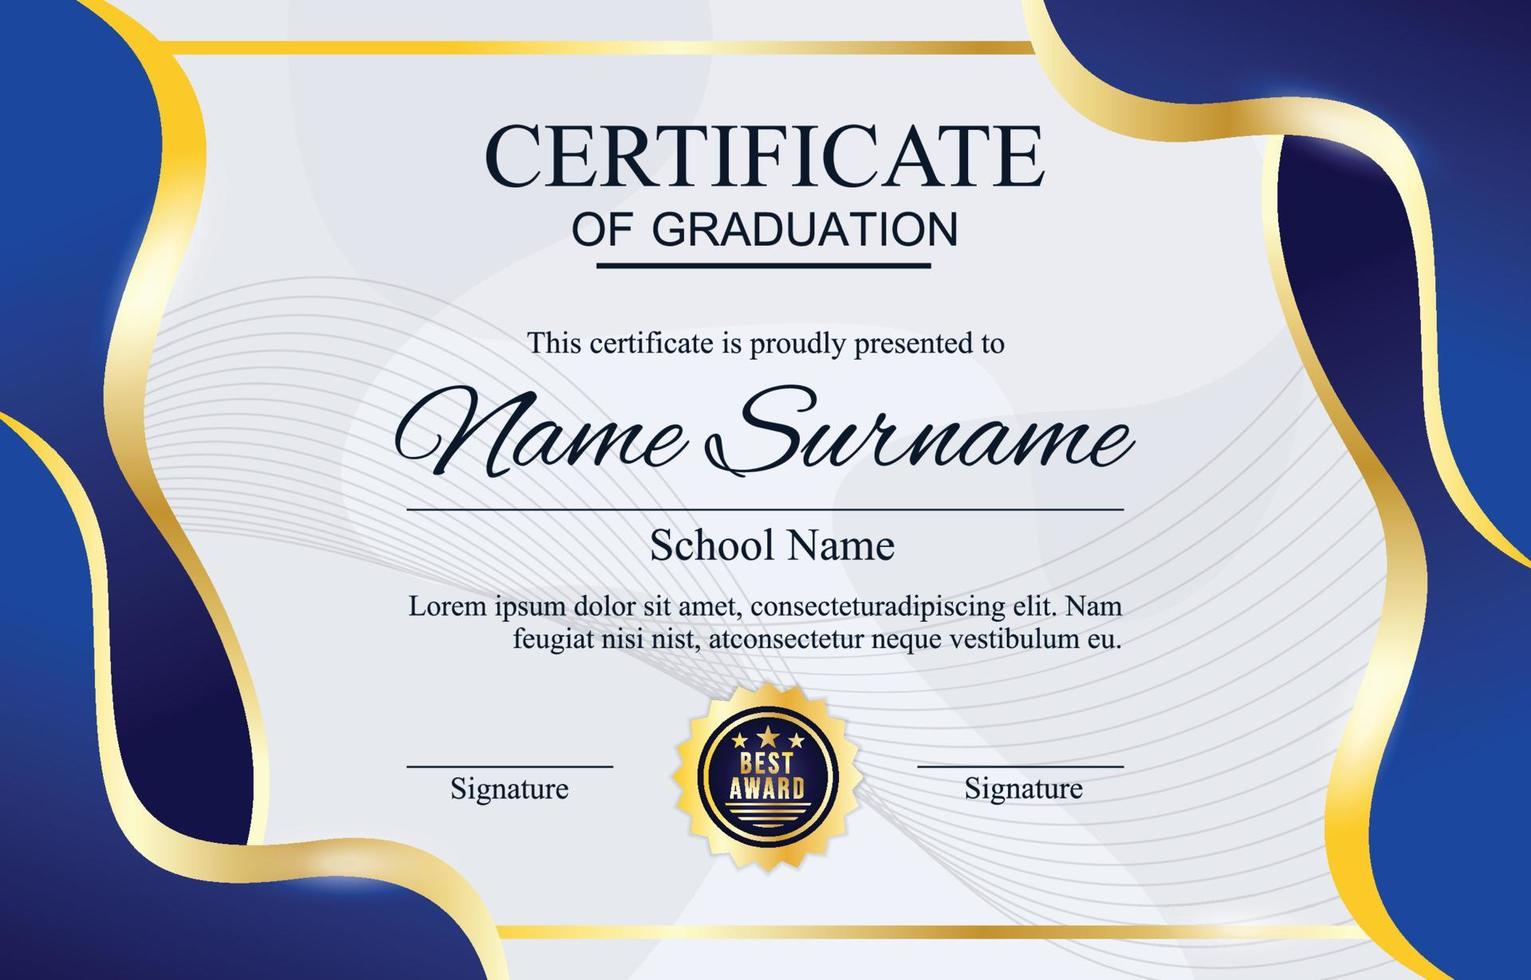 CERTIFICATE
OF GRADUATION
This certificate is proudly presented to
Name Surname
School Name
Lorem ipsum dolor sit amet, consecteturadipiscing elit. Nam
feugiat nisi nist, atconsectetur neque vestibulum eu.
Signature
BEST
AWARD
Signature